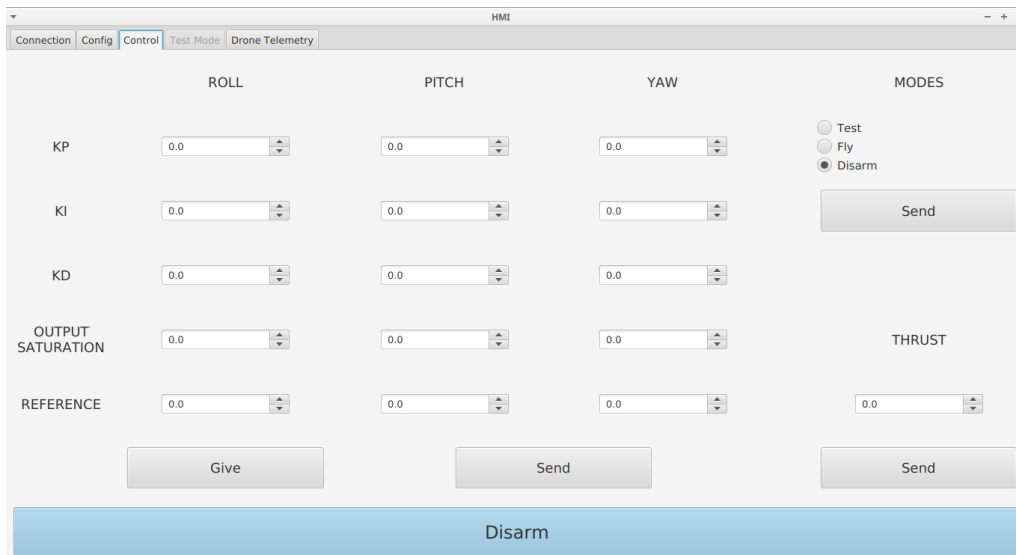 HMI
Connection Config Control Test Mode Drone Telemetry
ROLL PITCH YAW MODES
Test
KP 0.0 0.0 0.0 Fly
Disarm
KI 0.0 0.0 0.0 Send
KD 0.0 0.0 0.0
OUTPUT
SATURATION 0.0 0.0 0.0 THRUST
REFERENCE 0.0 0.0 0.0 0.0
Give Send Send
Disarm